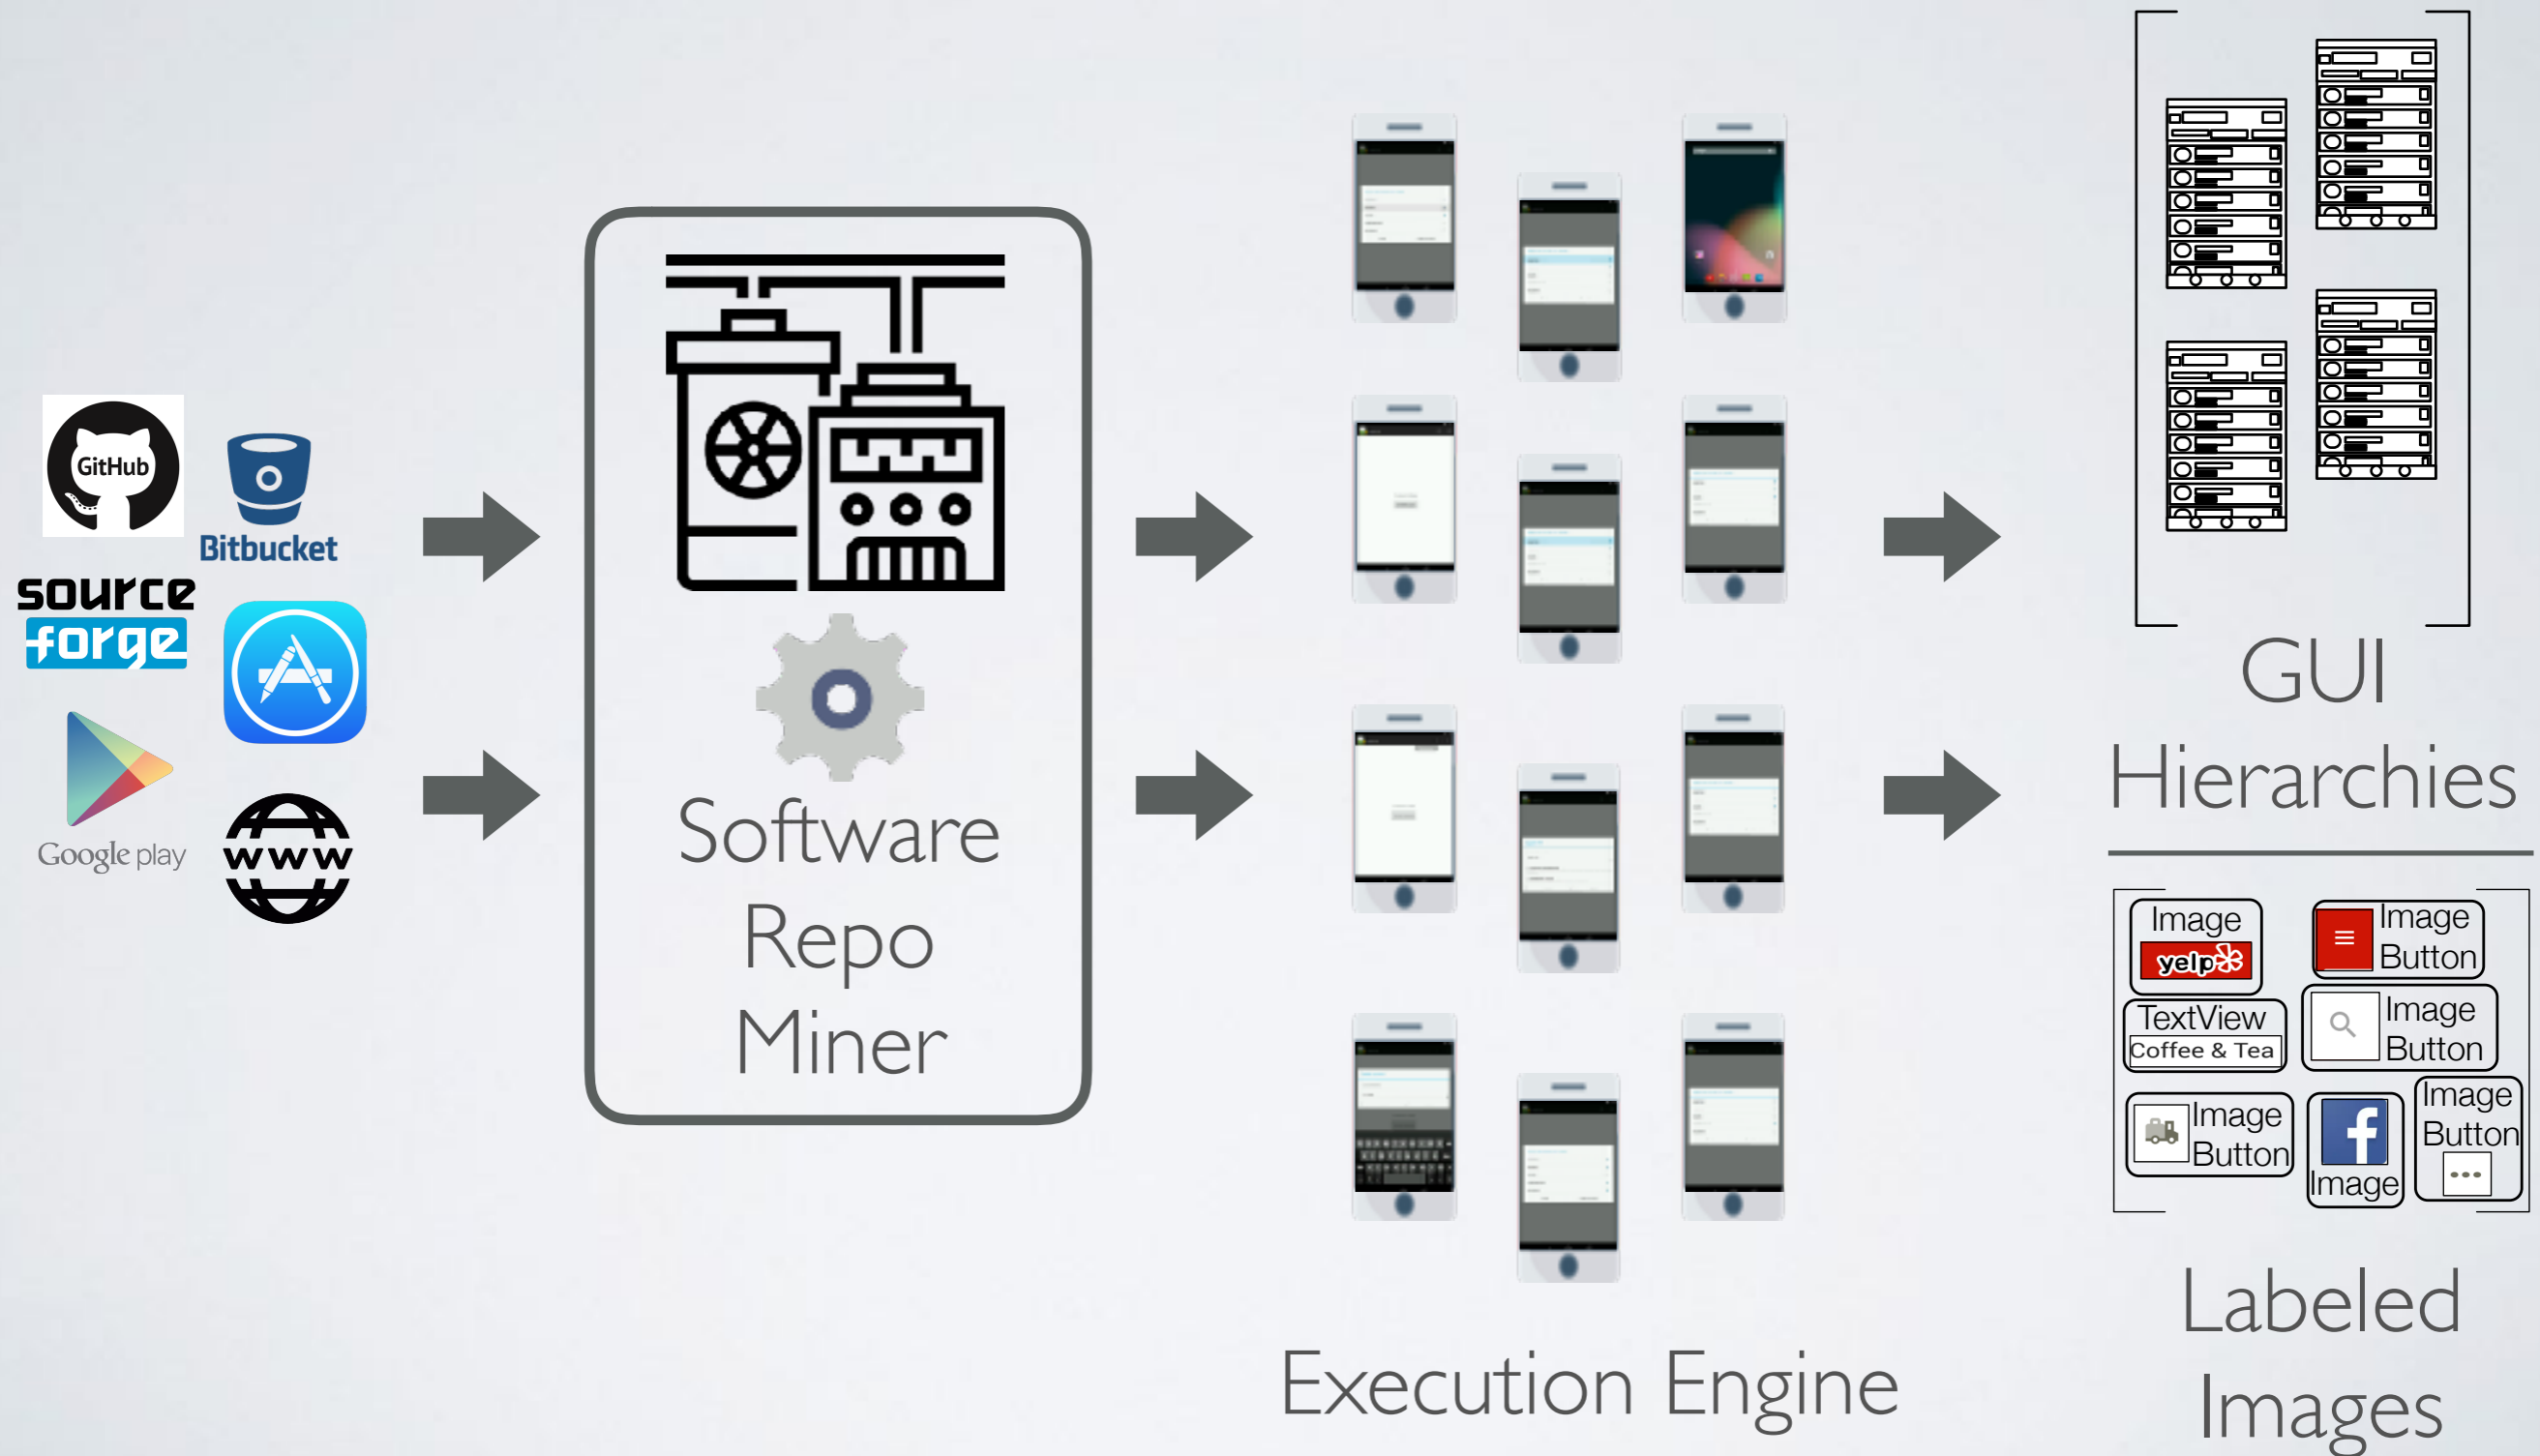 GitHub
Bitbucket
source
forge
Google play
www
Software
Repo
Miner
Execution Engine
GUI
Hierarchies
Image
yelp
Image
Button
TextView
Coffee & Tea
Image
Button
Image
Button
f
Image
Image
Button
Labeled
Images